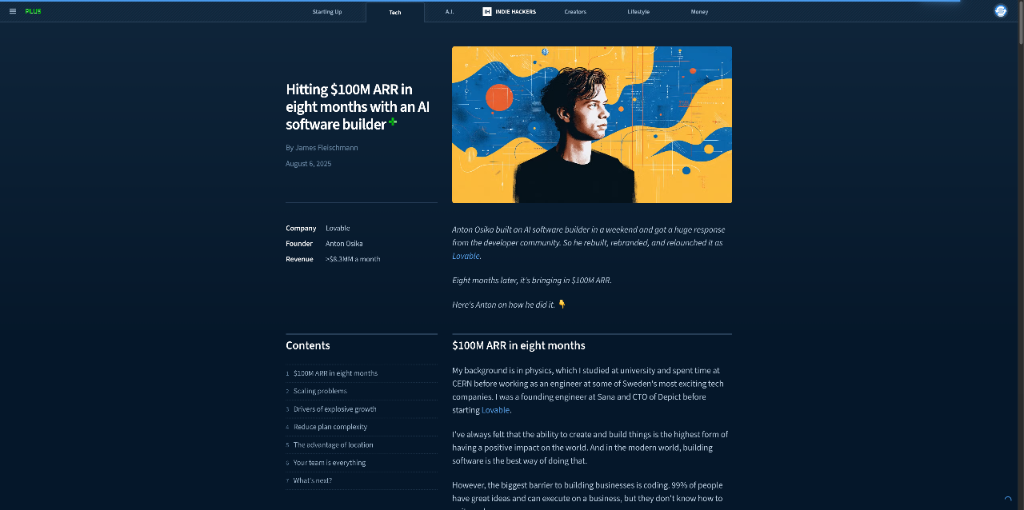 PLUS
Starting Up
Tech
A.I.
H INDIE HACKERS
Creators
Lifestyle
Money
Hitting $100M ARR in
eight months with an AI
software builder
By James Fleischmann
August 6, 2025
Company Lovable
Founder Anton Osika
Revenue >$8.3MM a month
Anton Osika built an AI software builder in a weekend and got a huge response
from the developer community. So he rebuilt, rebranded, and relaunched it as
Lovable.
Eight months later, it's bringing in $100M ARR.
Here's Anton on how he did it. 👇
Contents
1 $100M ARR in eight months
2 Scaling problems
3 Drivers of explosive growth
4 Reduce plan complexity
5 The advantage of location
6 Your team is everything
7 What's next?
$100M ARR in eight months
My background is in physics, which I studied at university and spent time at
CERN before working as an engineer at some of Sweden's most exciting tech
companies. I was a founding engineer at Sana and CTO of Depict before
starting Lovable.
I've always felt that the ability to create and build things is the highest form of
having a positive impact on the world. And in the modern world, building
software is the best way of doing that.
However, the biggest barrier to building businesses is coding. 99% of people
have great ideas and can execute on a business, but they don't know how to